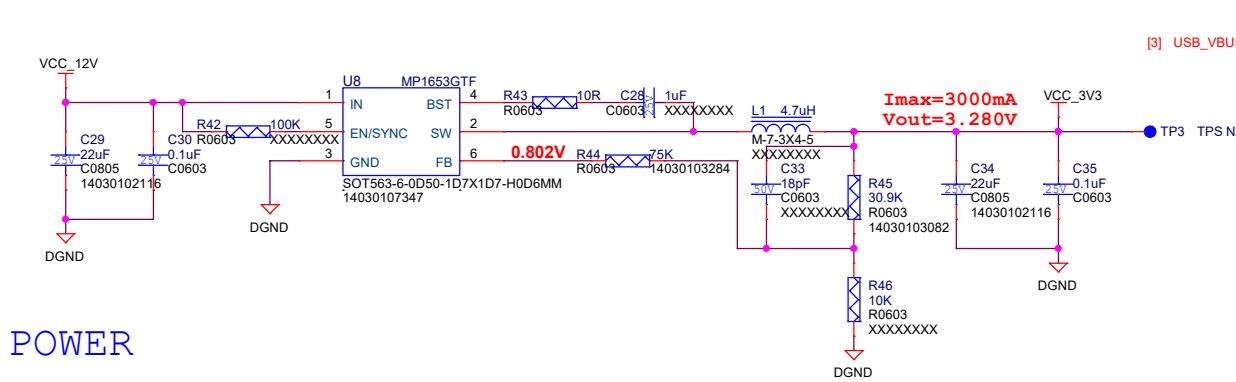 [3] USB_VBUS
VCC_12V
U8 MP1653GTF
1 IN BST 4
R43 10R
R0603
C28 1uF
C0603 25V XXXXXXXX
R42 100K
R0603 XXXXXXXX
5 EN/SYNC SW 2
3 GND FB 6
0.802V
R44 75K
R0603 14030103284
SOT563-6-0D50-1D7X1D7-H0D6MM
14030107347
C29
22uF
25V
C0805
14030102116
C30
0.1uF
25V
C0603
DGND
DGND
L1 4.7uH
M-7-3X4-5
XXXXXXXX
Imax=3000mA
Vout=3.280V
VCC_3V3
TP3 TPS N
C33
18pF
50V
C0603
XXXXXXXX
R45
30.9K
R0603
14030103082
C34
22uF
25V
C0805
14030102116
C35
0.1uF
25V
C0603
DGND
R46
10K
R0603
XXXXXXXX
DGND
POWER